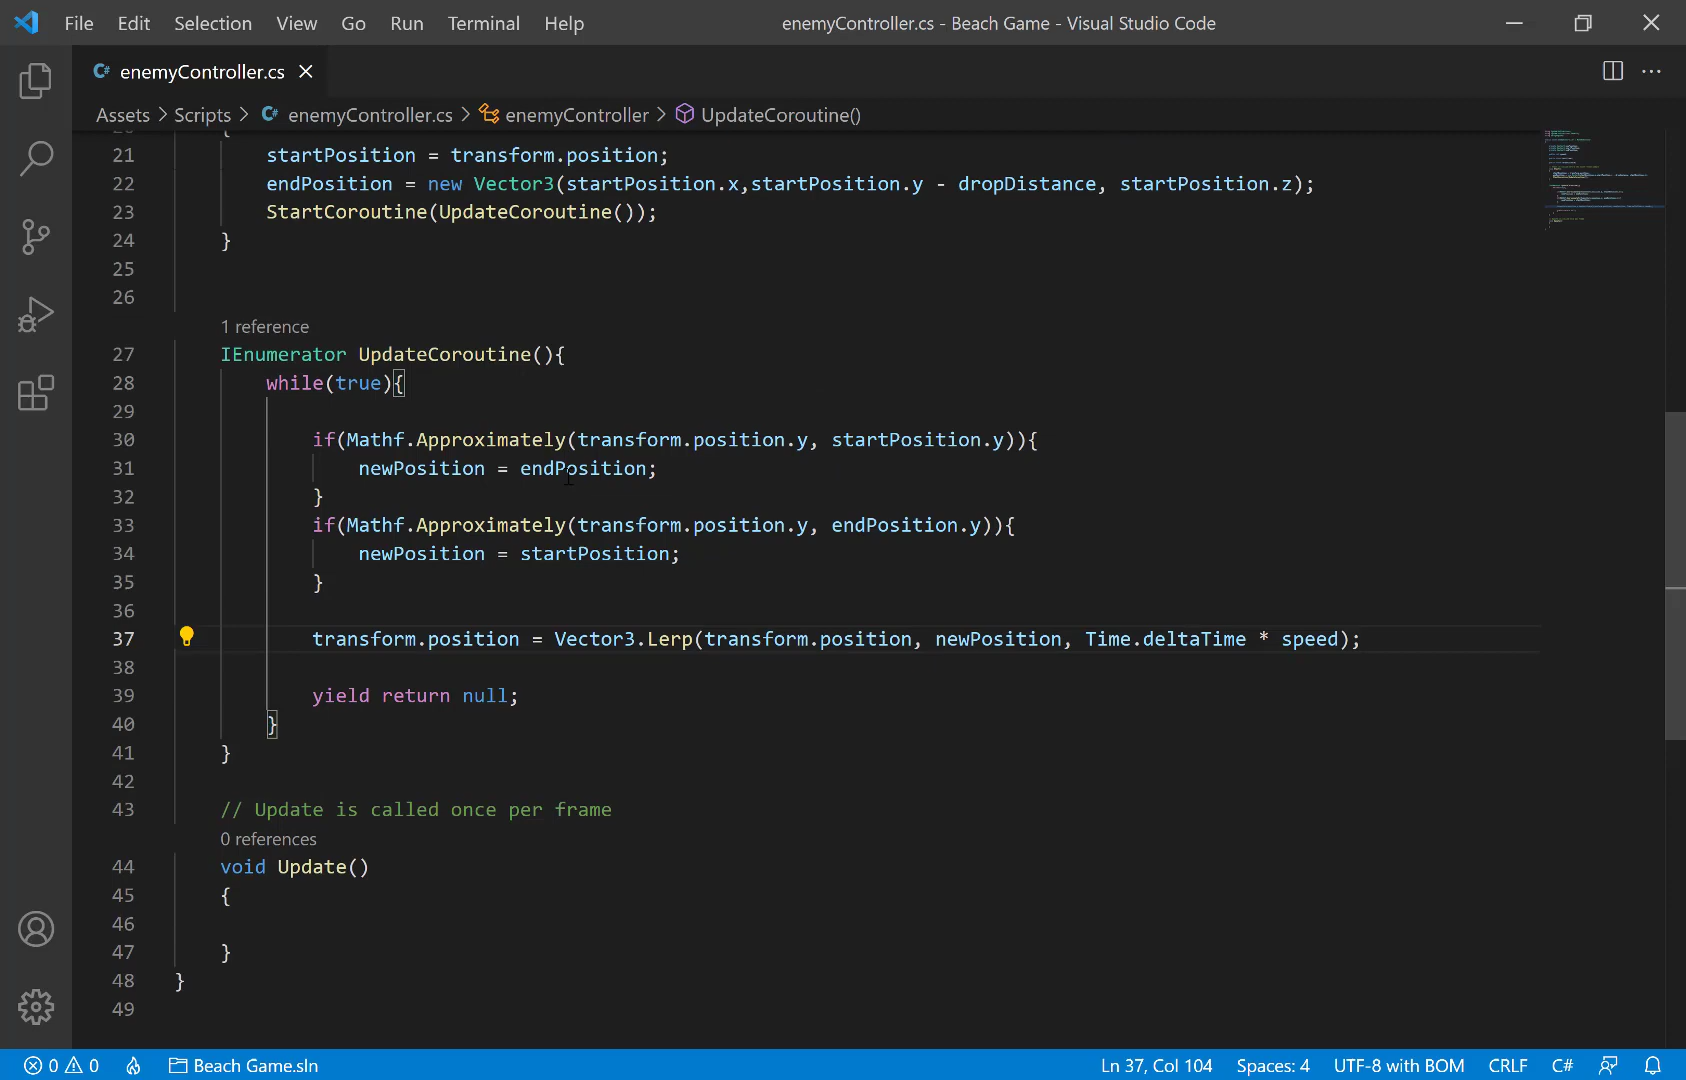 File Edit Selection View Go Run Terminal Help enemyController.cs - Beach Game - Visual Studio Code
C# enemyController.cs
Assets > Scripts > C# enemyController.cs > enemyController > UpdateCoroutine()
20 {
21 startPosition = transform.position;
22 endPosition = new Vector3(startPosition.x,startPosition.y - dropDistance, startPosition.z);
23 StartCoroutine(UpdateCoroutine());
24 }
25
26
1 reference
27 IEnumerator UpdateCoroutine(){
28 while(true){
29
30 if(Mathf.Approximately(transform.position.y, startPosition.y)){
31 newPosition = endPosition;
32 }
33 if(Mathf.Approximately(transform.position.y, endPosition.y)){
34 newPosition = startPosition;
35 }
36
37 transform.position = Vector3.Lerp(transform.position, newPosition, Time.deltaTime * speed);
38
39 yield return null;
40 }
41 }
42
43 // Update is called once per frame
0 references
44 void Update()
45 {
46
47 }
48 }
49
0 0 Beach Game.sln Ln 37, Col 104 Spaces: 4 UTF-8 with BOM CRLF C#